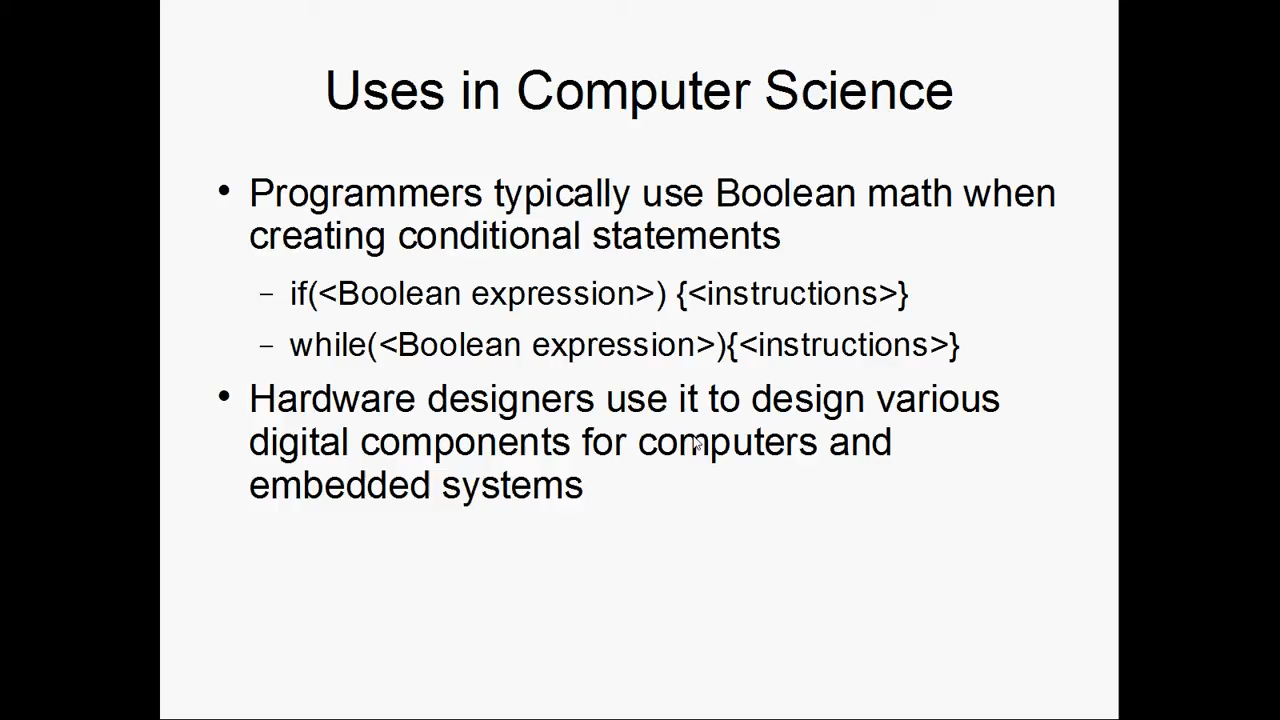 Uses in Computer Science
• Programmers typically use Boolean math when
creating conditional statements
– if(<Boolean expression>) {<instructions>}
– while(<Boolean expression>){<instructions>}
• Hardware designers use it to design various
digital components for computers and
embedded systems